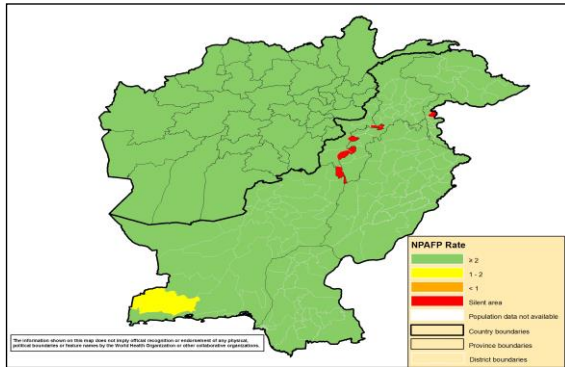 NPAFP Rate
≥ 2
1 - 2
< 1
Silent area
Population data not available
Country boundaries
Province boundaries
District boundaries
The information shown on this map does not imply official recognition or endorsement of any physical,
political boundaries or feature names by the World Health Organization or other collaborative organizations.